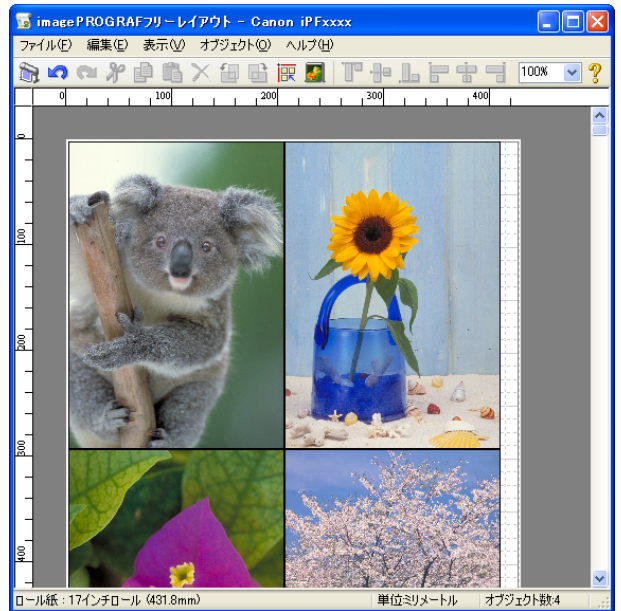 imagePROGRAFフリーレイアウト - Canon iPFxxxx
ファイル(F) 編集(E) 表示(V) オブジェクト(O) ヘルプ(H)
100%
0 100 200 300 400
0
100
200
300
400
ロール紙 : 17インチロール (431.8mm) 単位:ミリメートル オブジェクト数:4